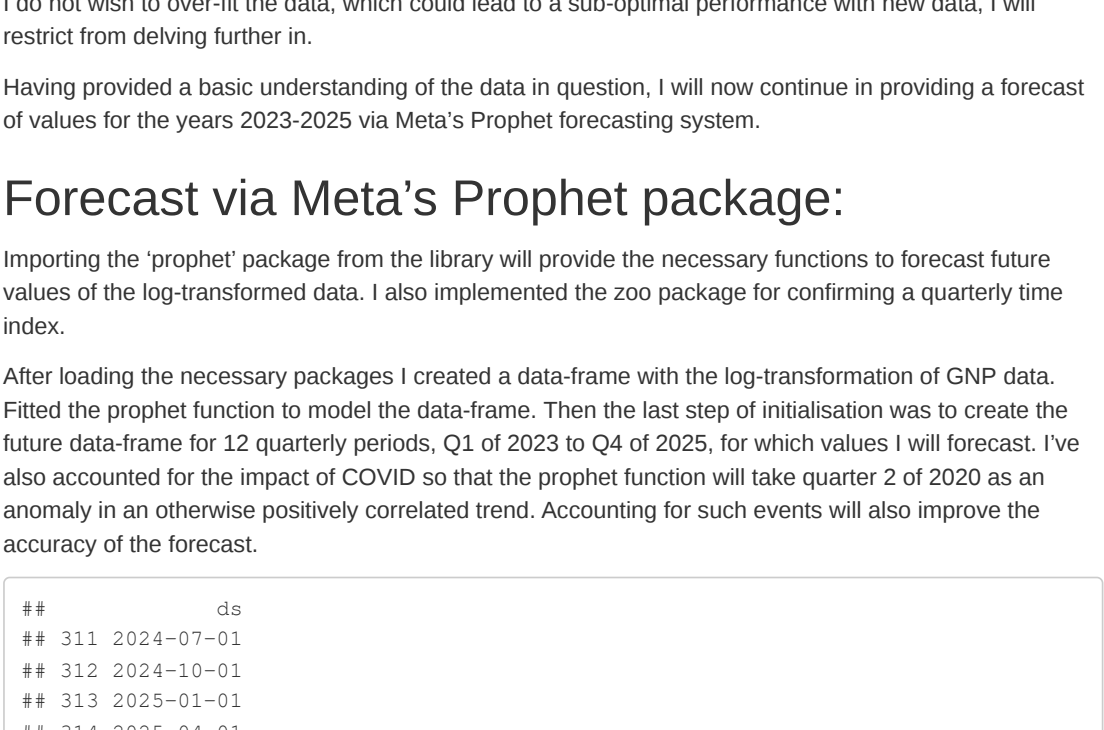 I do not wish to over-fit the data, which could lead to a sub-optimal performance with new data, I will
restrict from delving further in.
Having provided a basic understanding of the data in question, I will now continue in providing a forecast
of values for the years 2023-2025 via Meta’s Prophet forecasting system.
Forecast via Meta’s Prophet package:
Importing the ‘prophet’ package from the library will provide the necessary functions to forecast future
values of the log-transformed data. I also implemented the zoo package for confirming a quarterly time
index.
After loading the necessary packages I created a data-frame with the log-transformation of GNP data.
Fitted the prophet function to model the data-frame. Then the last step of initialisation was to create the
future data-frame for 12 quarterly periods, Q1 of 2023 to Q4 of 2025, for which values I will forecast. I’ve
also accounted for the impact of COVID so that the prophet function will take quarter 2 of 2020 as an
anomaly in an otherwise positively correlated trend. Accounting for such events will also improve the
accuracy of the forecast.
## ds
## 311 2024-07-01
## 312 2024-10-01
## 313 2025-01-01
## 314 2025-04-01